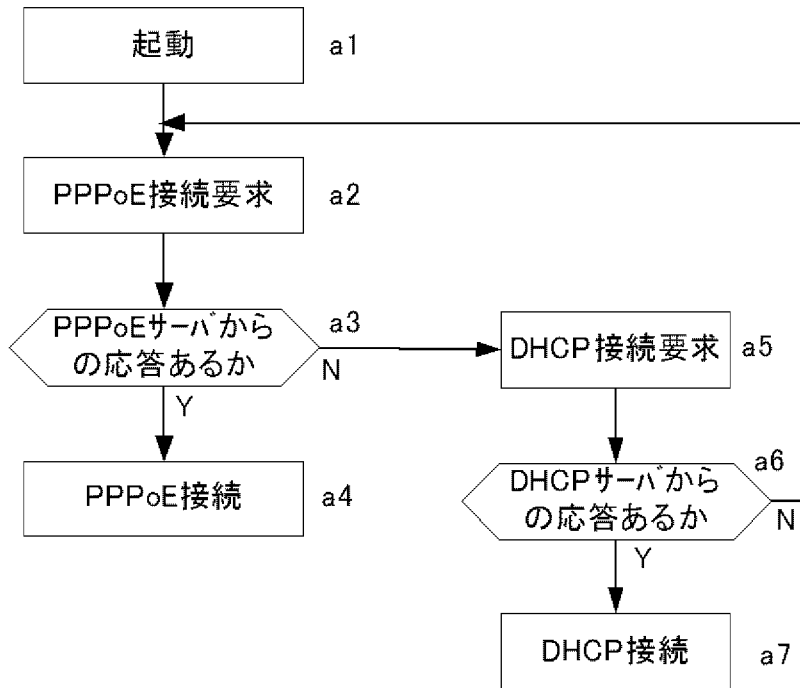 起動
a1
PPPoE接続要求
a2
PPPoEサーバから
の応答あるか
a3
N
Y
PPPoE接続
a4
DHCP接続要求
a5
DHCPサーバから
の応答あるか
a6
N
Y
DHCP接続
a7